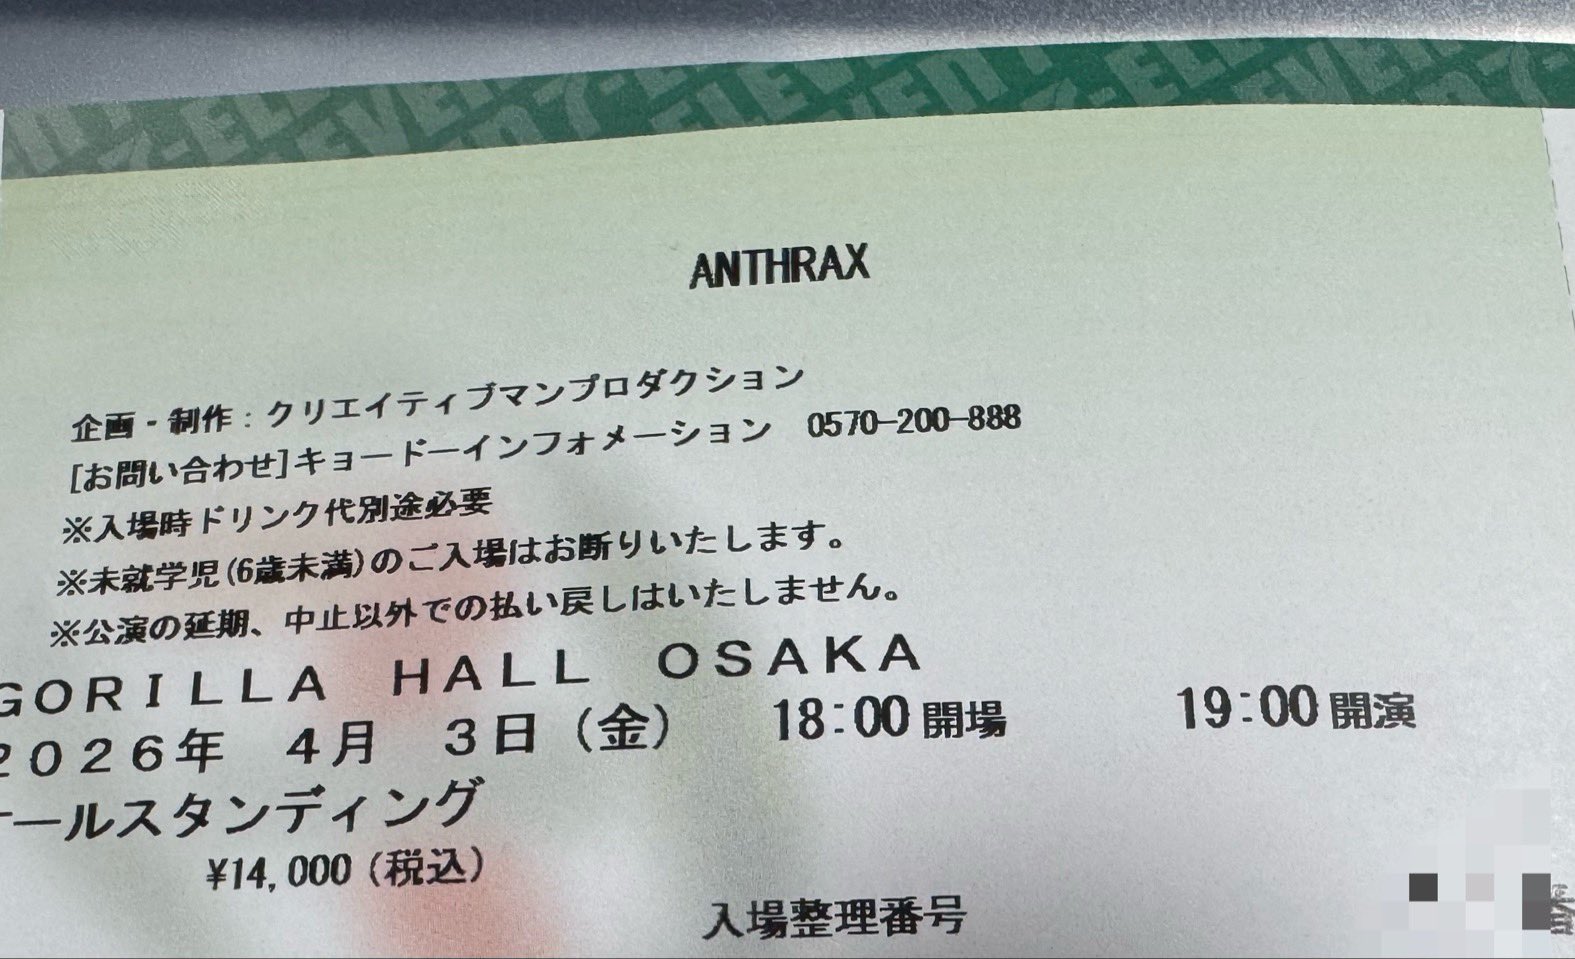 7-ELEVEn 7-ELEVEn 7-ELEVEn
ANTHRAX
企画・制作：クリエイティブマンプロダクション
[お問い合わせ]キョードーインフォメーション 0570-200-888
※入場時ドリンク代別途必要
※未就学児(6歳未満)のご入場はお断りいたします。
※公演の延期、中止以外での払い戻しはいたしません。
GORILLA HALL OSAKA
2026年 4月 3日（金） 18:00開場 19:00開演
オールスタンディング
¥14,000（税込）
入場整理番号